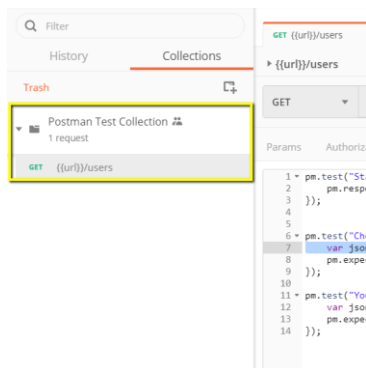 Filter
History Collections
Trash
Postman Test Collection
1 request
GET {{url}}/users
GET {{url}}/users
{{url}}/users
GET
Params
1 pm.test("St
2 pm.resp
3 });
4
5
6 pm.test("Ch
7 var jso
8 pm.expe
9 });
10
11 pm.test("Yo
12 var jso
13 pm.expe
14 });